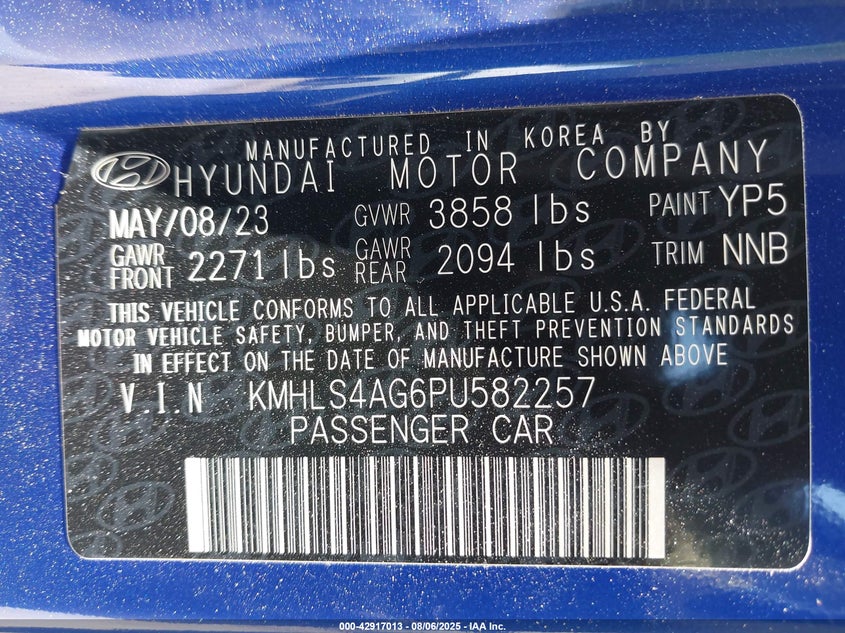 MANUFACTURED IN KOREA BY
HYUNDAI MOTOR COMPANY
MAY/08/23 GVWR 3858 lbs PAINT YP5
GAWR FRONT 2271 lbs GAWR REAR 2094 lbs TRIM NNB
THIS VEHICLE CONFORMS TO ALL APPLICABLE U.S.A. FEDERAL
MOTOR VEHICLE SAFETY, BUMPER, AND THEFT PREVENTION STANDARDS
IN EFFECT ON THE DATE OF MANUFACTURE SHOWN ABOVE
V.I.N KMHLS4AG6PU582257
PASSENGER CAR
000-42917013 - 08/06/2025 - IAA Inc.